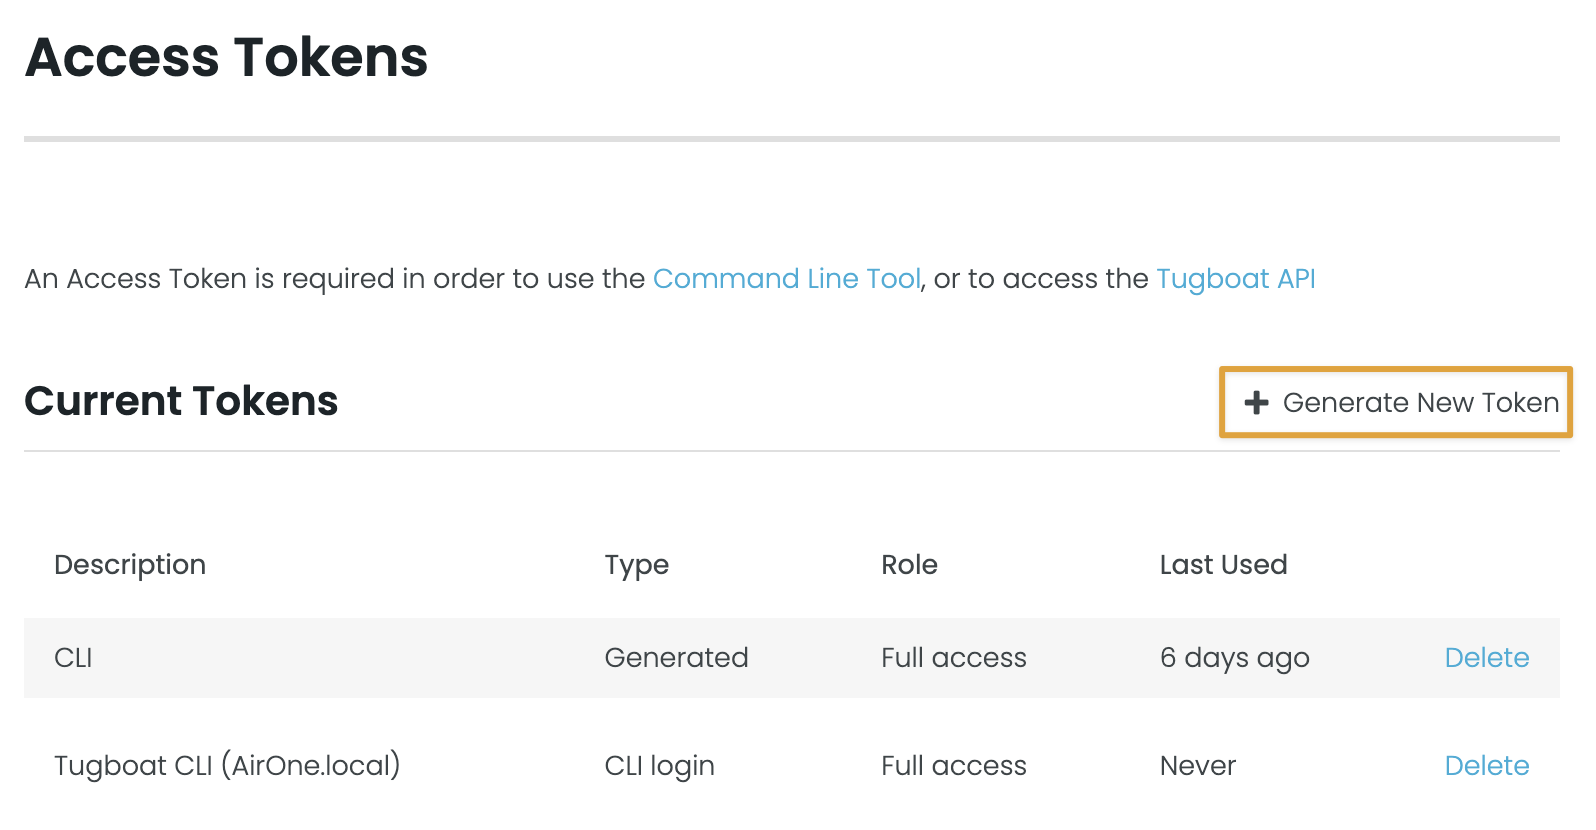 Access Tokens
An Access Token is required in order to use the Command Line Tool, or to access the Tugboat API
Current Tokens
+ Generate New Token
Description Type Role Last Used
CLI Generated Full access 6 days ago Delete
Tugboat CLI (AirOne.local) CLI login Full access Never Delete